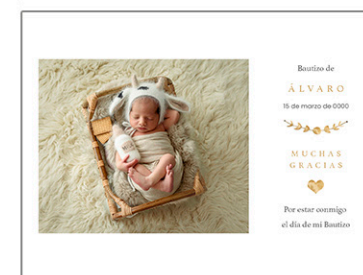 Bautizo de
ÁLVARO
15 de marzo de 0000
MUCHAS
GRACIAS
Por estar conmigo
el día de mi Bautizo